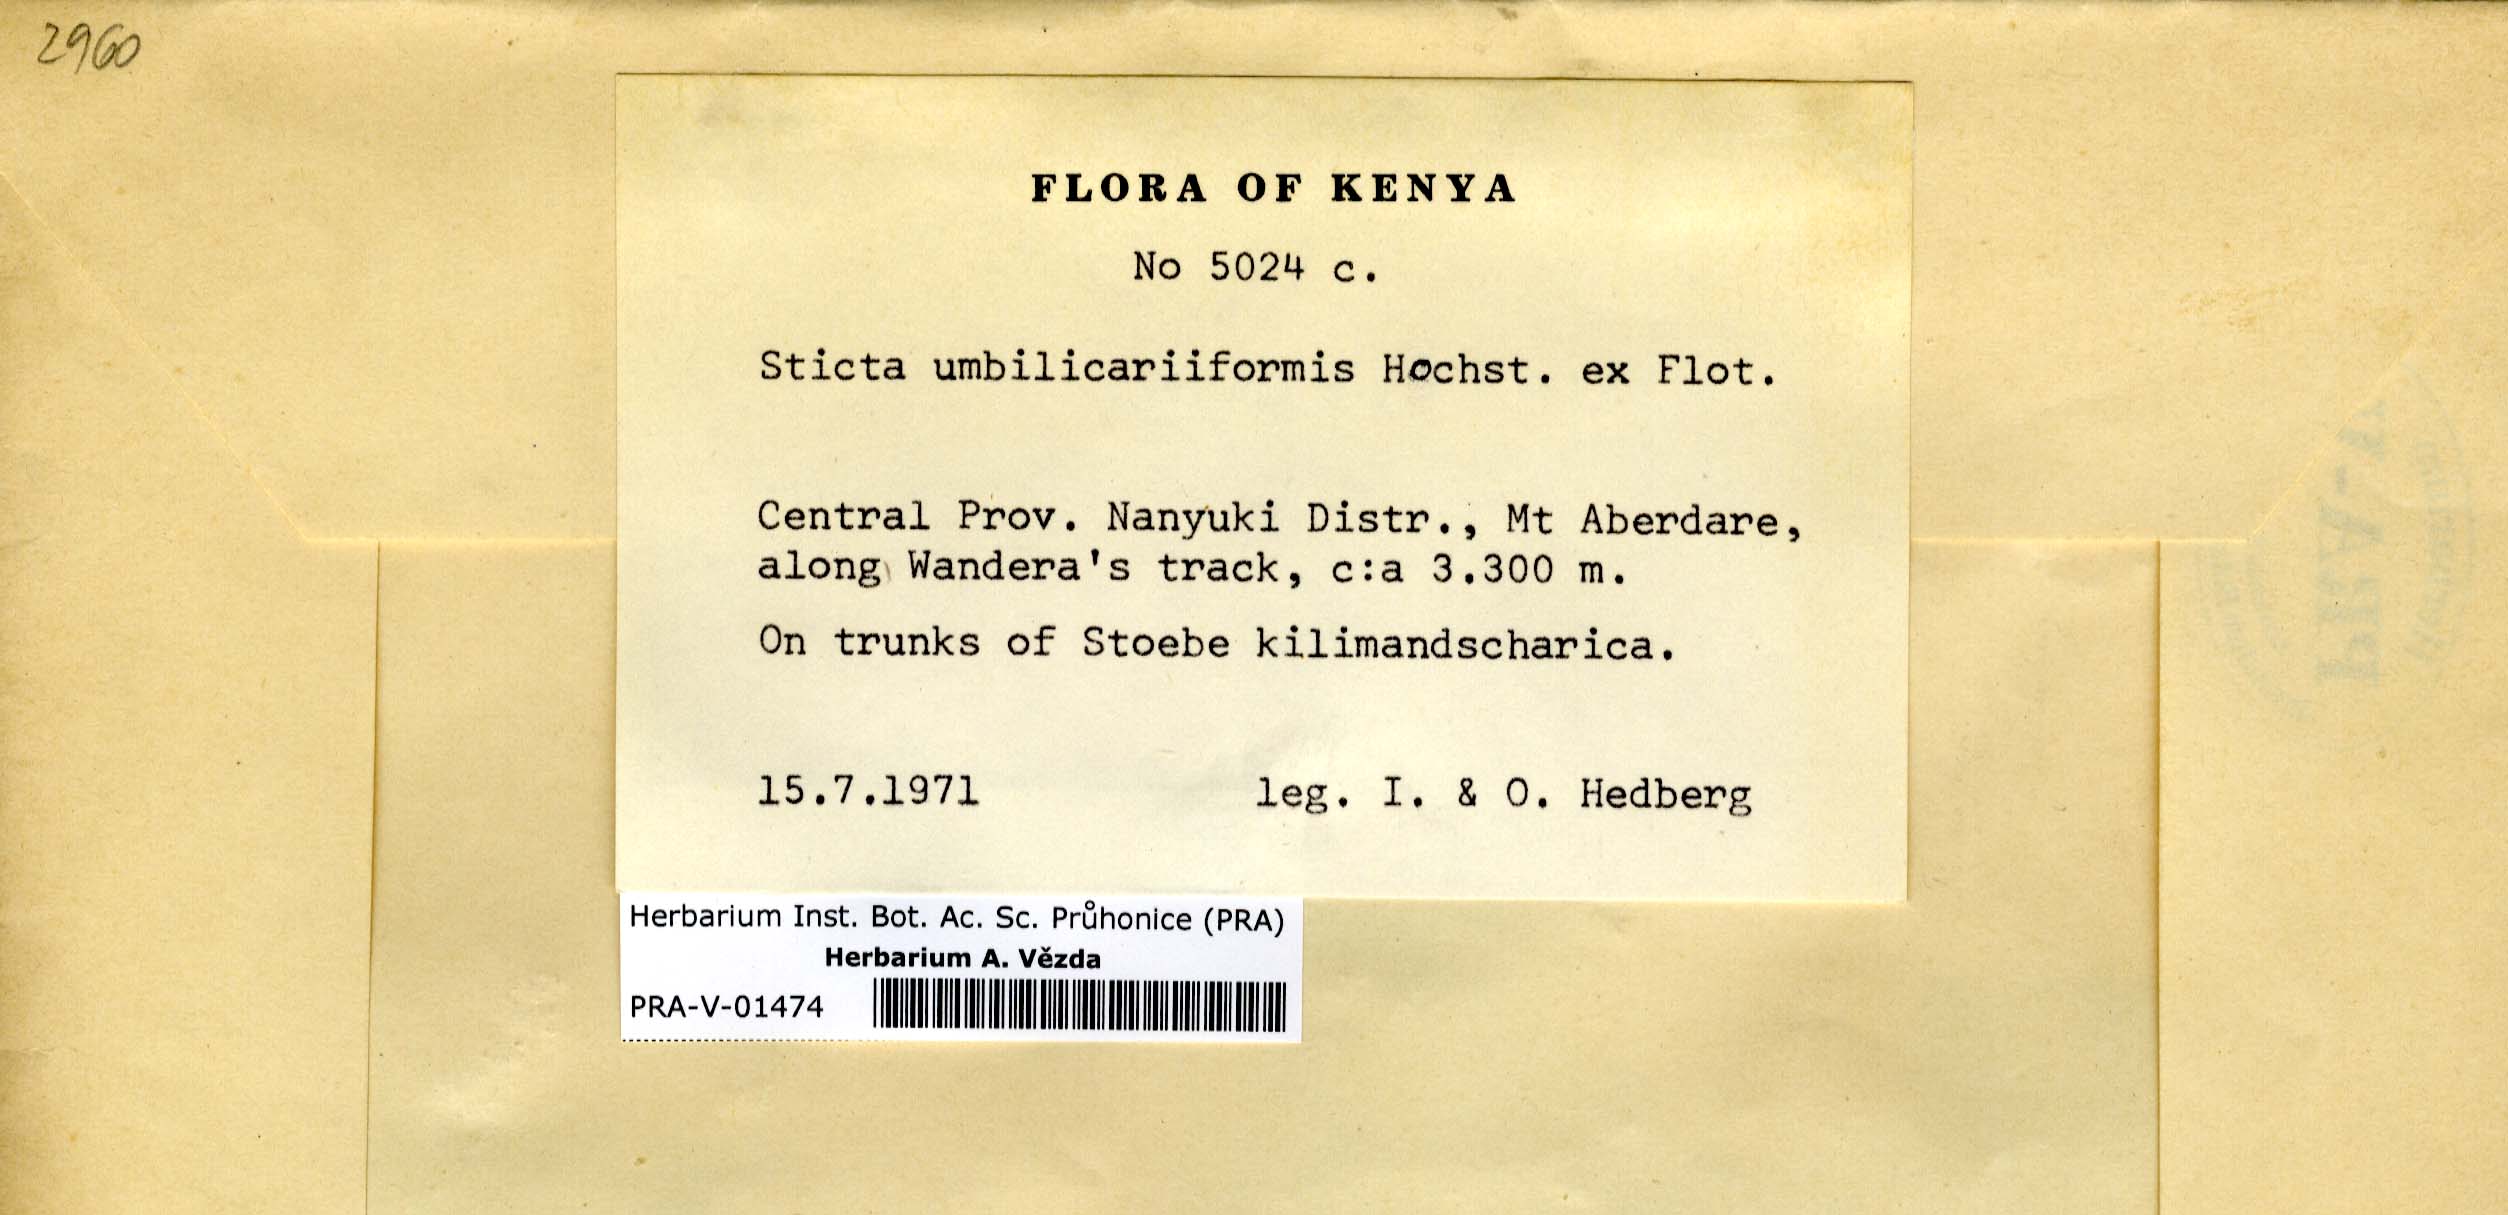 2960
FLORA OF KENYA
No 5024 c.
Sticta umbilicariiformis Hochst. ex Flot.
Central Prov. Nanyuki Distr., Mt Aberdare,
along Wandera's track, c:a 3.300 m.
On trunks of Stoebe kilimandscharica.
15.7.1971 leg. I. & O. Hedberg
Herbarium Inst. Bot. Ac. Sc. Průhonice (PRA)
Herbarium A. Vězda
PRA-V-01474